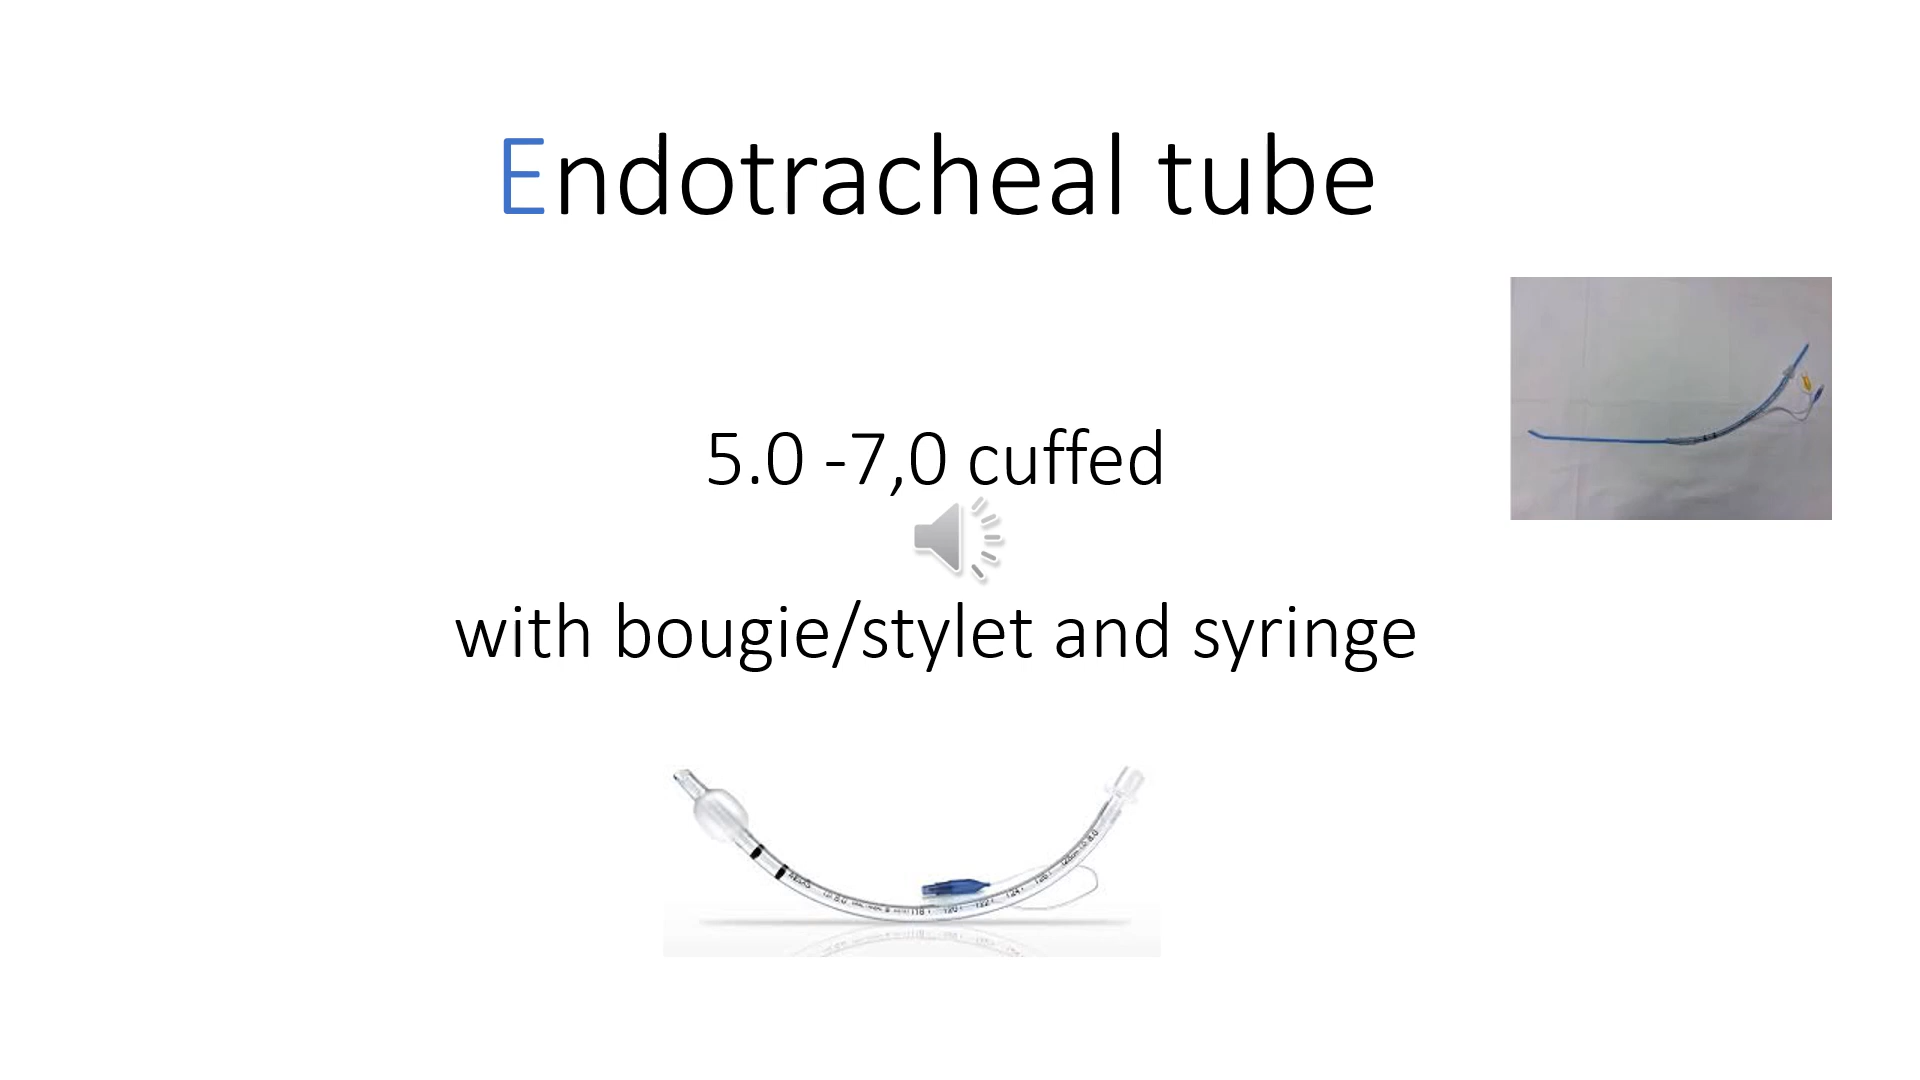 Endotracheal tube
5.0 -7,0 cuffed
with bougie/stylet and syringe